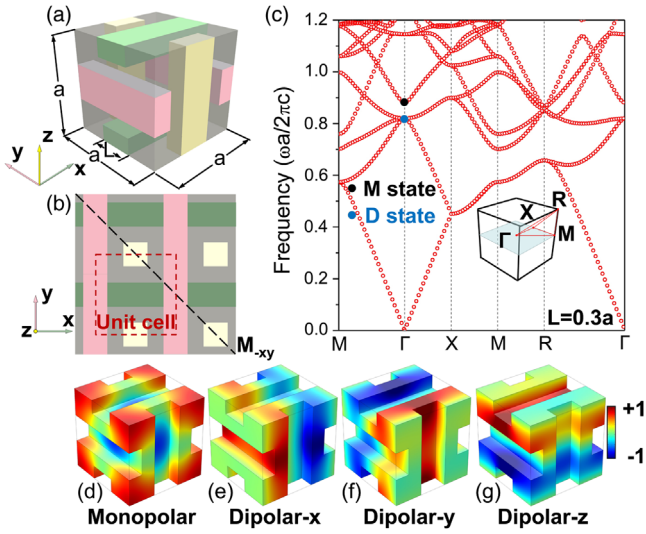 (a)
a
a
L
a
z
y
x
(b)
Unit cell
M-xy
y
z
x
(c)
Frequency (ωa/2πc)
1.2
1.0
0.8
0.6
0.4
0.2
0.0
M state
D state
X
R
Γ
M
L=0.3a
M
Γ
X
M
R
Γ
+1
-1
(d)
(e)
(f)
(g)
Monopolar
Dipolar-x
Dipolar-y
Dipolar-z